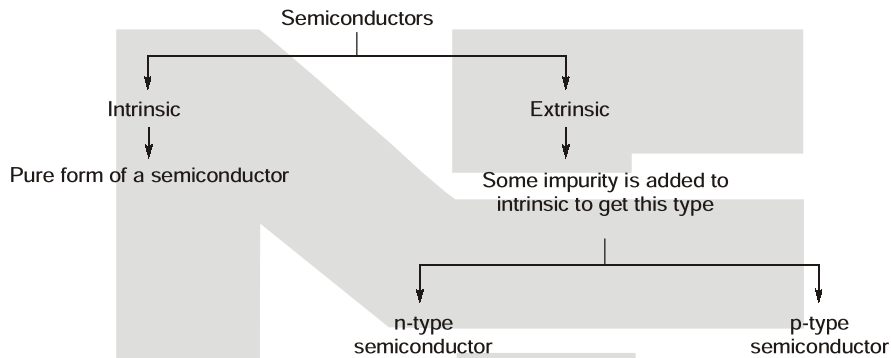 Semiconductors
Intrinsic
Extrinsic
Pure form of a semiconductor
Some impurity is added to
intrinsic to get this type
n-type
semiconductor
p-type
semiconductor